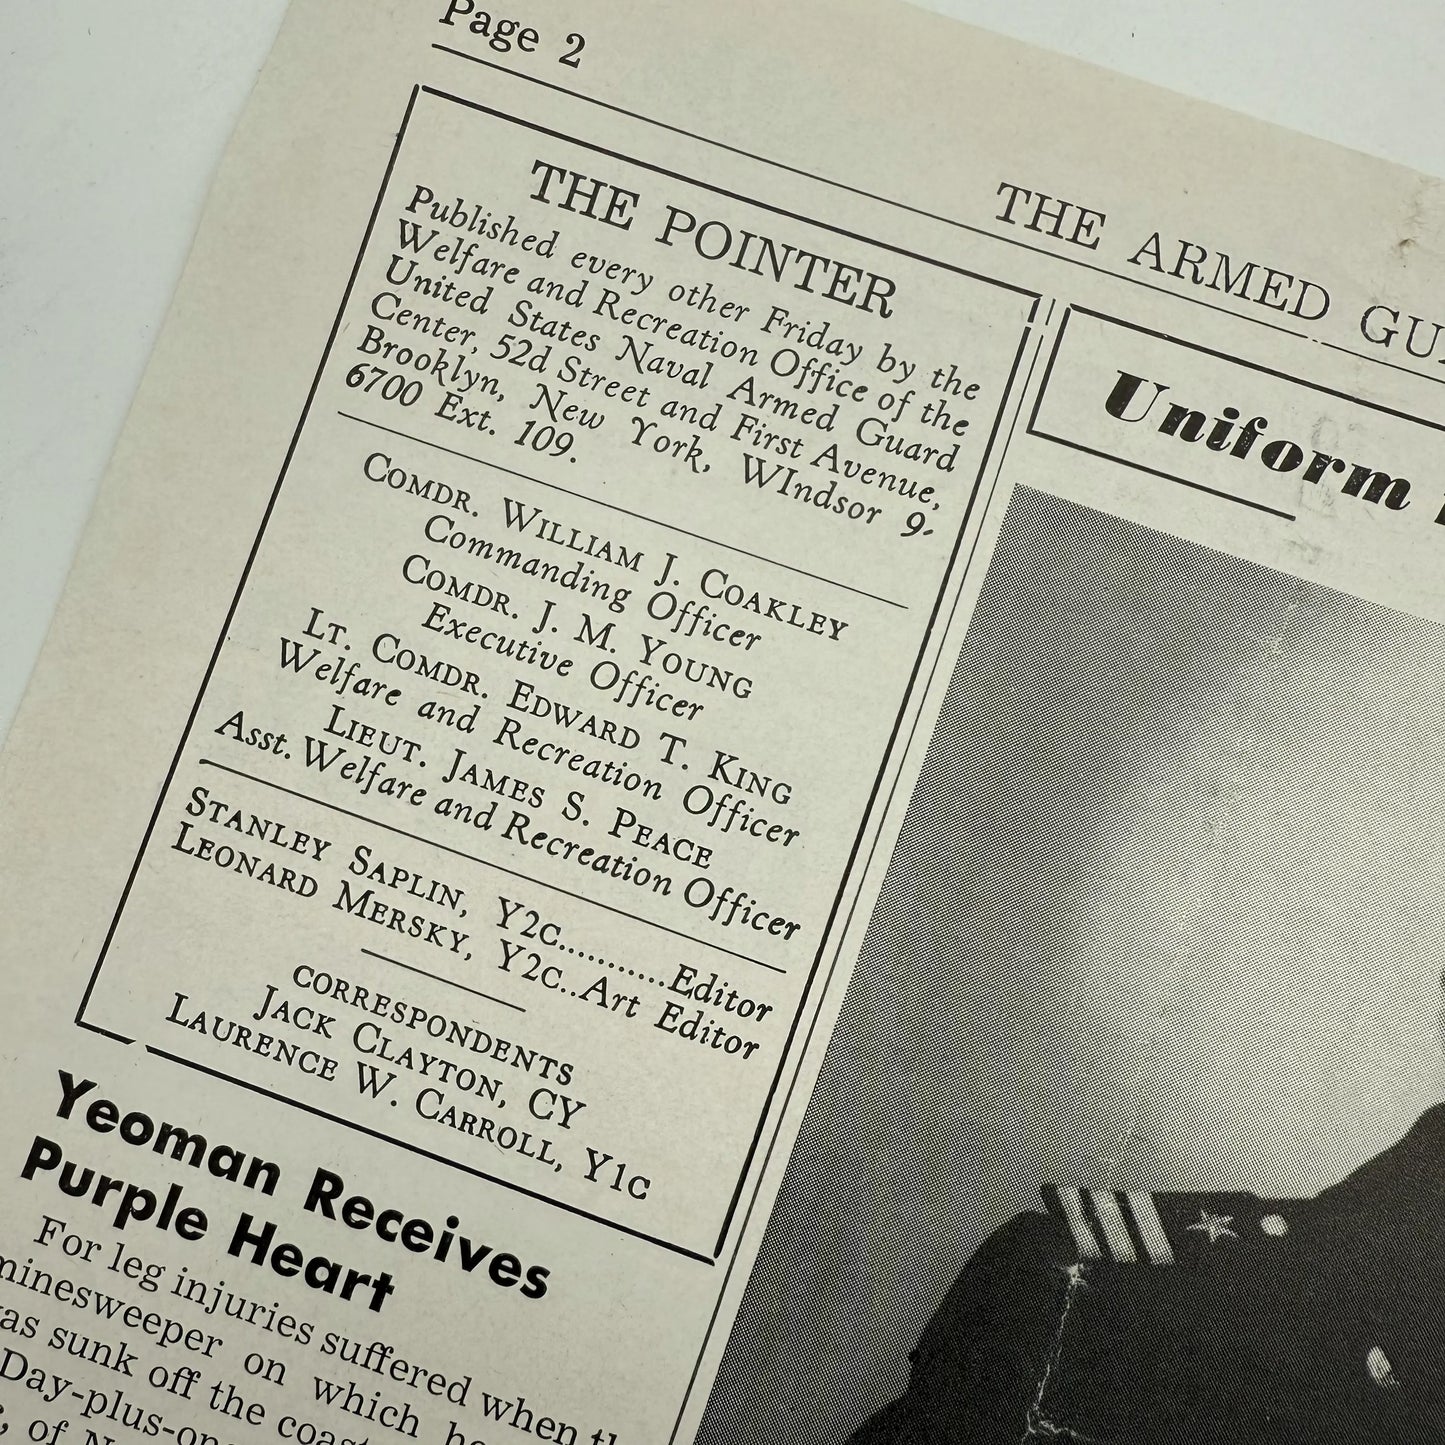 Page 2
THE ARMED
THE POINTER
Published every other Friday by the
Welfare and Recreation Office of the
United States Naval Armed Guard
Center, 52d Street and First Avenue,
Brooklyn, New York, WIndsor 9-
6700 Ext. 109.
COMDR. WILLIAM J. COAKLEY
Commanding Officer
COMDR. J. M. YOUNG
Executive Officer
LT. COMDR. EDWARD T. KING
Welfare and Recreation Officer
LIEUT. JAMES S. PEACE
Asst. Welfare and Recreation Officer
STANLEY SAPLIN, Y2C............Editor
LEONARD MERSKY, Y2C..Art Editor
CORRESPONDENTS
JACK CLAYTON, CY
LAURENCE W. CARROLL, Y1C
Uniform
Yeoman Receives
Purple Heart
For leg injuries suffered when
minesweeper on which
was sunk off the
Day-plus-one
of